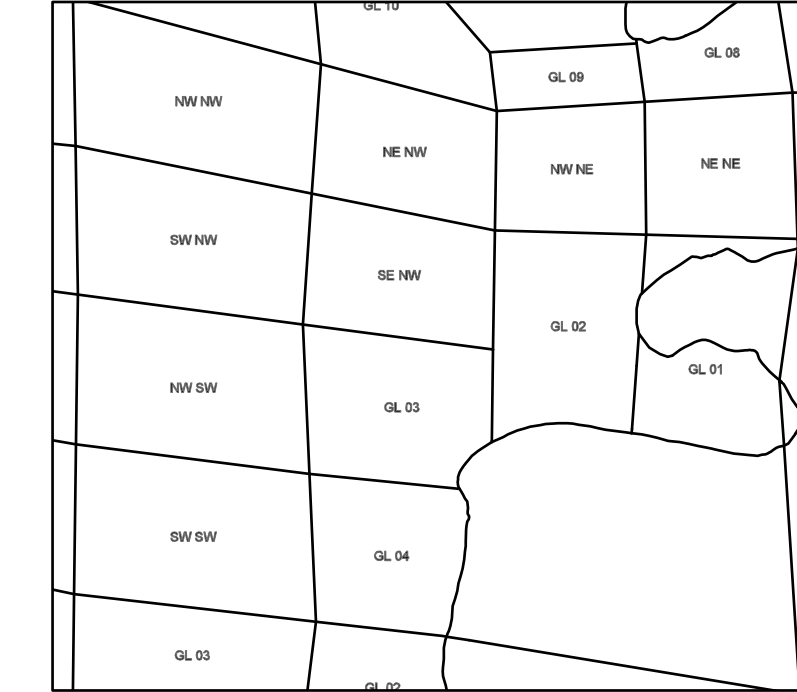 GL 10
GL 08
GL 09
NW NW
NE NW
NW NE
NE NE
SW NW
SE NW
GL 02
GL 01
NW SW
GL 03
SW SW
GL 04
GL 03
GL 02